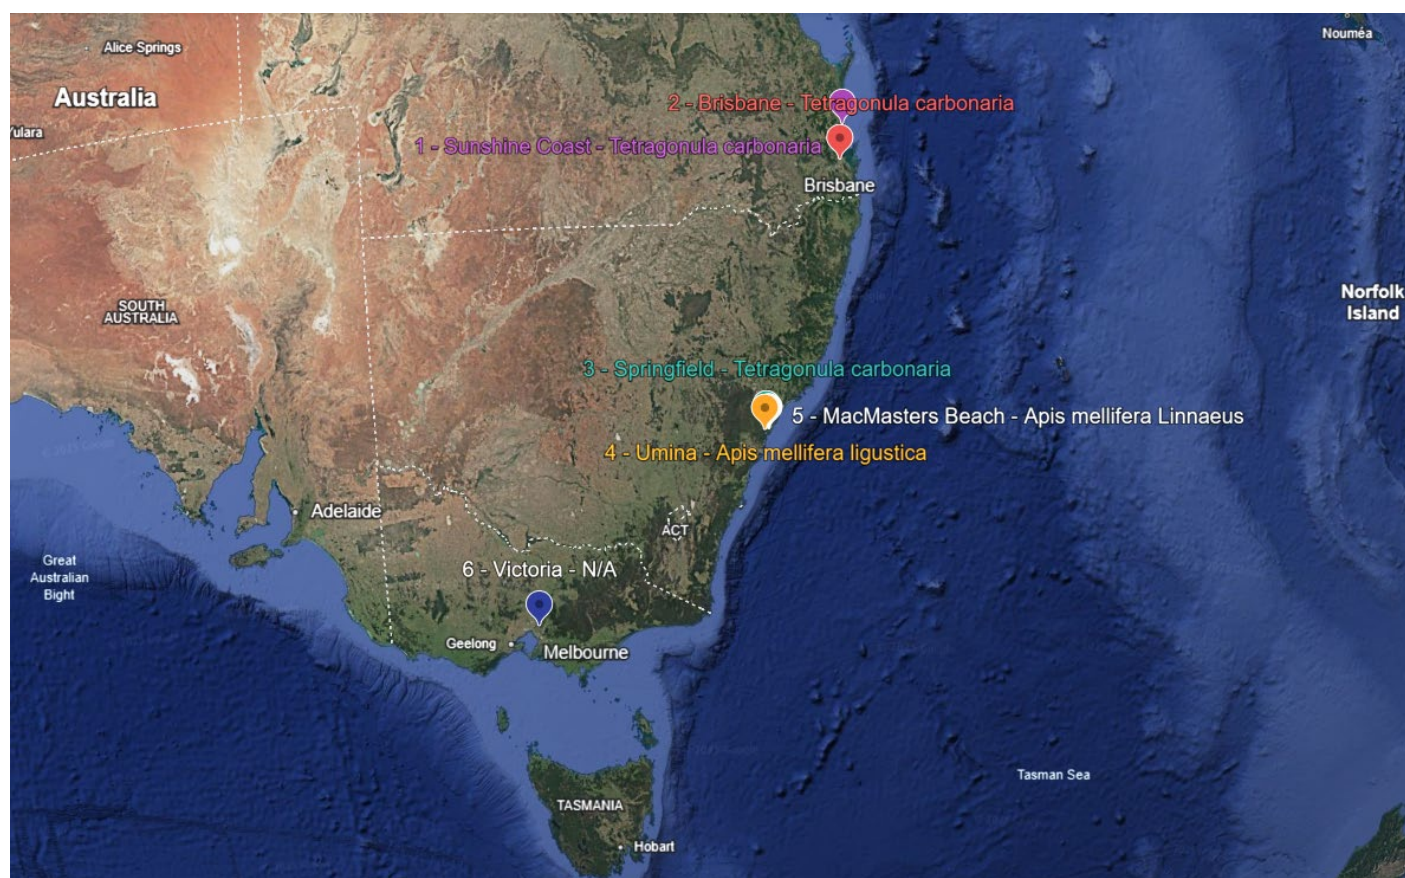 Alice Springs
Nouméa
Australia
2 - Brisbane - Tetragonula carbonaria
Yulara
1 - Sunshine Coast - Tetragonula carbonaria
Brisbane
SOUTH
AUSTRALIA
Norfolk
Island
3 - Springfield - Tetragonula carbonaria
5 - MacMasters Beach - Apis mellifera Linnaeus
4 - Umina - Apis mellifera ligustica
Adelaide
ACT
Great
Australian
Bight
6 - Victoria - N/A
Geelong
Melbourne
Tasman Sea
TASMANIA
Hobart